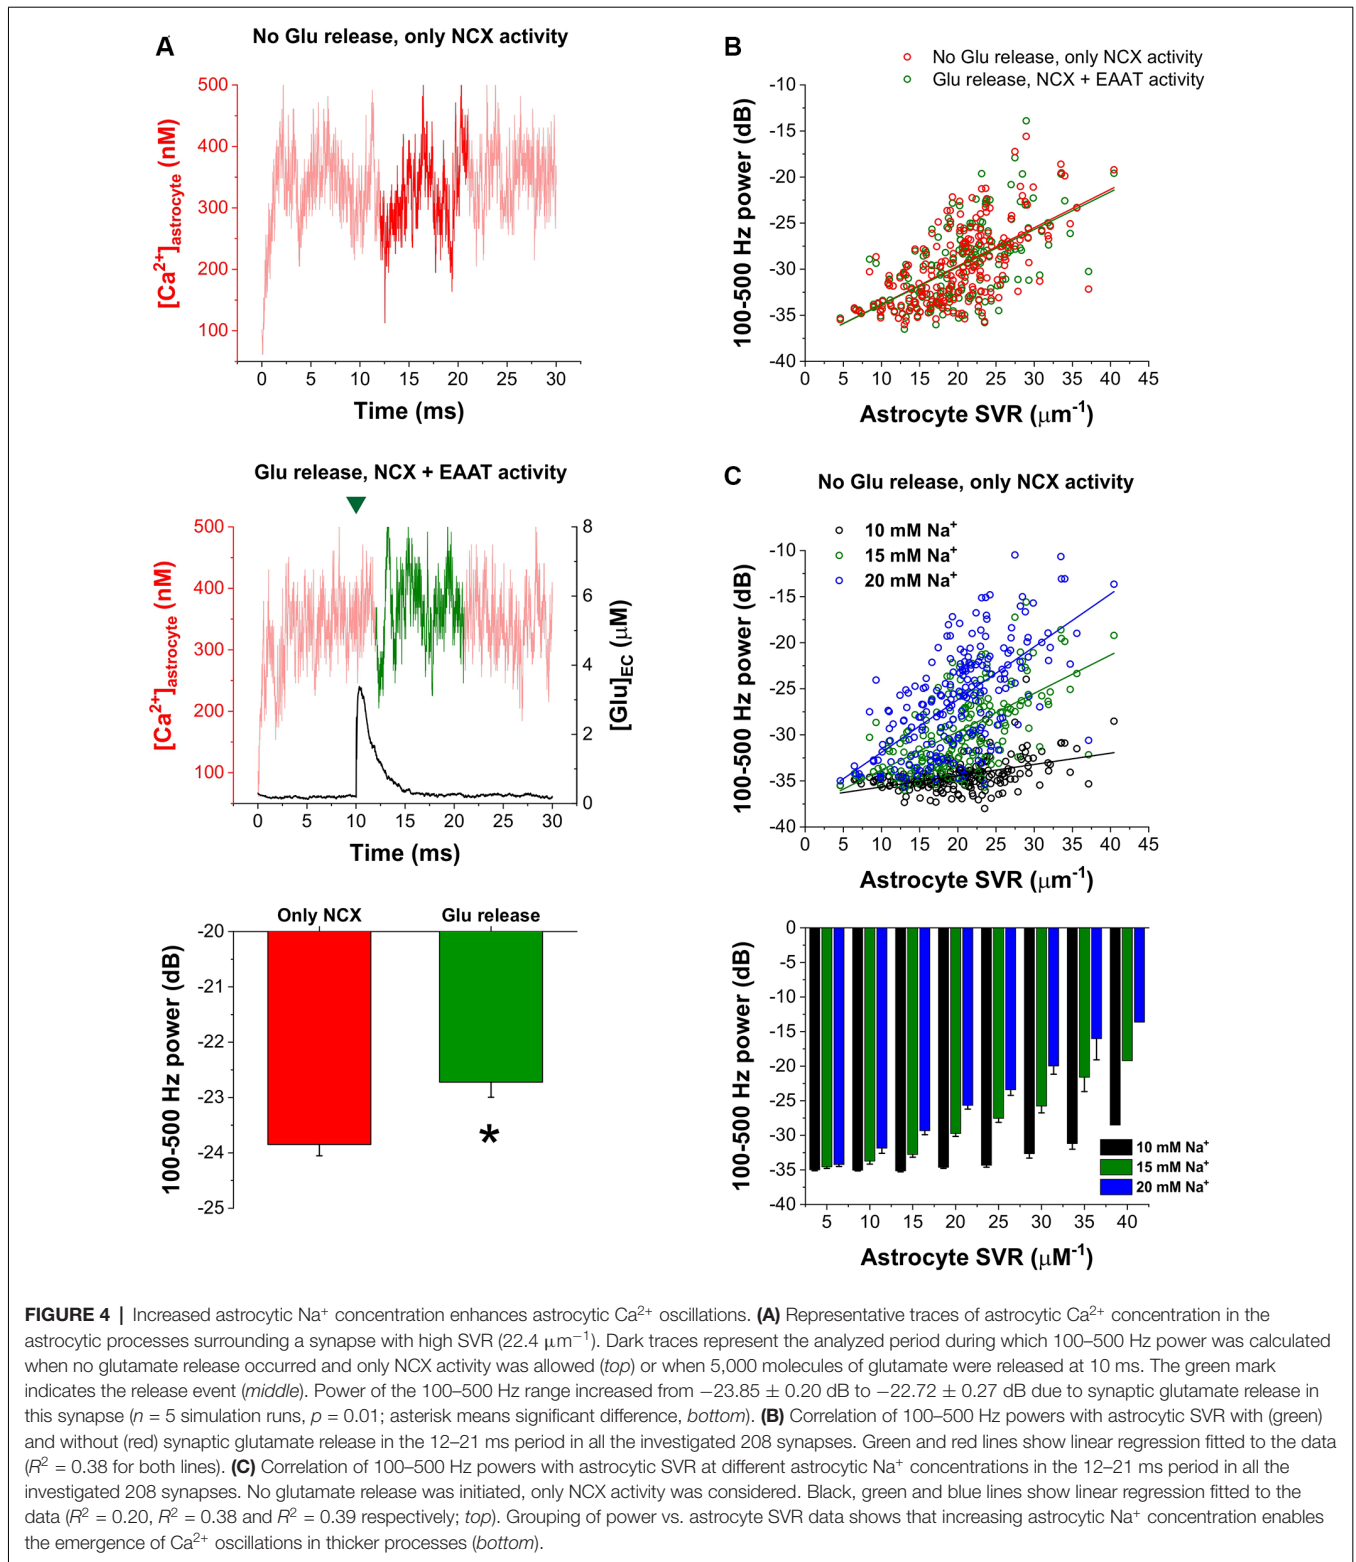 A
No Glu release, only NCX activity
500
400
300
200
100
[Ca2+]astrocyte (nM)
0 5 10 15 20 25 30
Time (ms)
B
No Glu release, only NCX activity
Glu release, NCX + EAAT activity
-10
-15
-20
-25
-30
-35
-40
100-500 Hz power (dB)
0 5 10 15 20 25 30 35 40 45
Astrocyte SVR (μm-1)
Glu release, NCX + EAAT activity
500
400
300
200
100
[Ca2+]astrocyte (nM)
8
6
4
2
0
[Glu]EC (μM)
0 5 10 15 20 25 30
Time (ms)
C
No Glu release, only NCX activity
10 mM Na+
15 mM Na+
20 mM Na+
-10
-15
-20
-25
-30
-35
-40
100-500 Hz power (dB)
0 5 10 15 20 25 30 35 40 45
Astrocyte SVR (μm-1)
Only NCX Glu release
-20
-21
-22
-23
-24
-25
100-500 Hz power (dB)
*
0
-5
-10
-15
-20
-25
-30
-35
-40
100-500 Hz power (dB)
10 mM Na+
15 mM Na+
20 mM Na+
5 10 15 20 25 30 35 40
Astrocyte SVR (μM-1)
FIGURE 4 | Increased astrocytic Na+ concentration enhances astrocytic Ca2+ oscillations. (A) Representative traces of astrocytic Ca2+ concentration in the
astrocytic processes surrounding a synapse with high SVR (22.4 μm−1). Dark traces represent the analyzed period during which 100–500 Hz power was calculated
when no glutamate release occurred and only NCX activity was allowed (top) or when 5,000 molecules of glutamate were released at 10 ms. The green mark
indicates the release event (middle). Power of the 100–500 Hz range increased from −23.85 ± 0.20 dB to −22.72 ± 0.27 dB due to synaptic glutamate release in
this synapse (n = 5 simulation runs, p = 0.01; asterisk means significant difference, bottom). (B) Correlation of 100–500 Hz powers with astrocytic SVR with (green)
and without (red) synaptic glutamate release in the 12–21 ms period in all the investigated 208 synapses. Green and red lines show linear regression fitted to the data
(R2 = 0.38 for both lines). (C) Correlation of 100–500 Hz powers with astrocytic SVR at different astrocytic Na+ concentrations in the 12–21 ms period in all the
investigated 208 synapses. No glutamate release was initiated, only NCX activity was considered. Black, green and blue lines show linear regression fitted to the
data (R2 = 0.20, R2 = 0.38 and R2 = 0.39 respectively; top). Grouping of power vs. astrocyte SVR data shows that increasing astrocytic Na+ concentration enables
the emergence of Ca2+ oscillations in thicker processes (bottom).